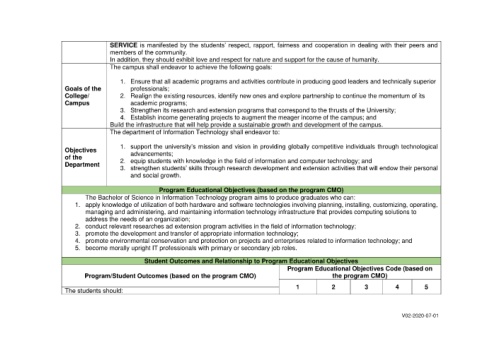 SERVICE is manifested by the students' respect, rapport, fairness and cooperation in dealing with their peers and
members of the community.
In addition, they should exhibit love and respect for nature and support for the cause of humanity.
Goals of the
College/
Campus
The campus shall endeavor to achieve the following goals:
1. Ensure that all academic programs and activities contribute in producing good leaders and technically superior
professionals;
2. Realign the existing resources, identify new ones and explore partnership to continue the momentum of its
academic programs;
3. Strengthen its research and extension programs that correspond to the thrusts of the University;
4. Establish income generating projects to augment the meager income of the campus; and
Build the infrastructure that will help provide a sustainable growth and development of the campus.
Objectives
of the
Department
The department of Information Technology shall endeavor to:
1. support the university's mission and vision in providing globally competitive individuals through technological
advancements;
2. equip students with knowledge in the field of information and computer technology; and
3. strengthen students' skills through research development and extension activities that will endow their personal
and social growth.
Program Educational Objectives (based on the program CMO)
The Bachelor of Science in Information Technology program aims to produce graduates who can:
1. apply knowledge of utilization of both hardware and software technologies involving planning, installing, customizing, operating,
managing and administering, and maintaining information technology infrastructure that provides computing solutions to
address the needs of an organization;
2. conduct relevant researches ad extension program activities in the field of information technology;
3. promote the development and transfer of appropriate information technology;
4. promote environmental conservation and protection on projects and enterprises related to information technology; and
5. become morally upright IT professionals with primary or secondary job roles.
Student Outcomes and Relationship to Program Educational Objectives
Program/Student Outcomes (based on the program CMO)
Program Educational Objectives Code (based on
the program CMO)
1 2 3 4 5
The students should:
V02-2020-07-01